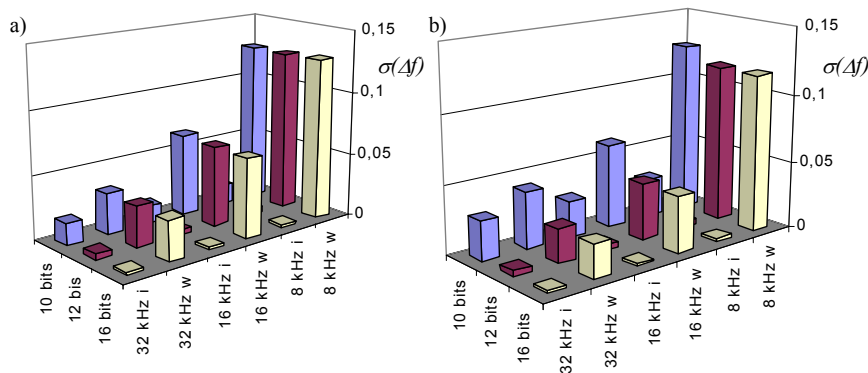 a)
0,15
σ(Δf)
0,1
0,05
0
10 bits
12 bis
16 bits
32 kHz i
32 kHz w
16 kHz i
16 kHz w
8 kHz i
8 kHz w
b)
0,15
σ(Δf)
0,1
0,05
0
10 bits
12 bits
16 bits
32 kHz i
32 kHz w
16 kHz i
16 kHz w
8 kHz i
8 kHz w